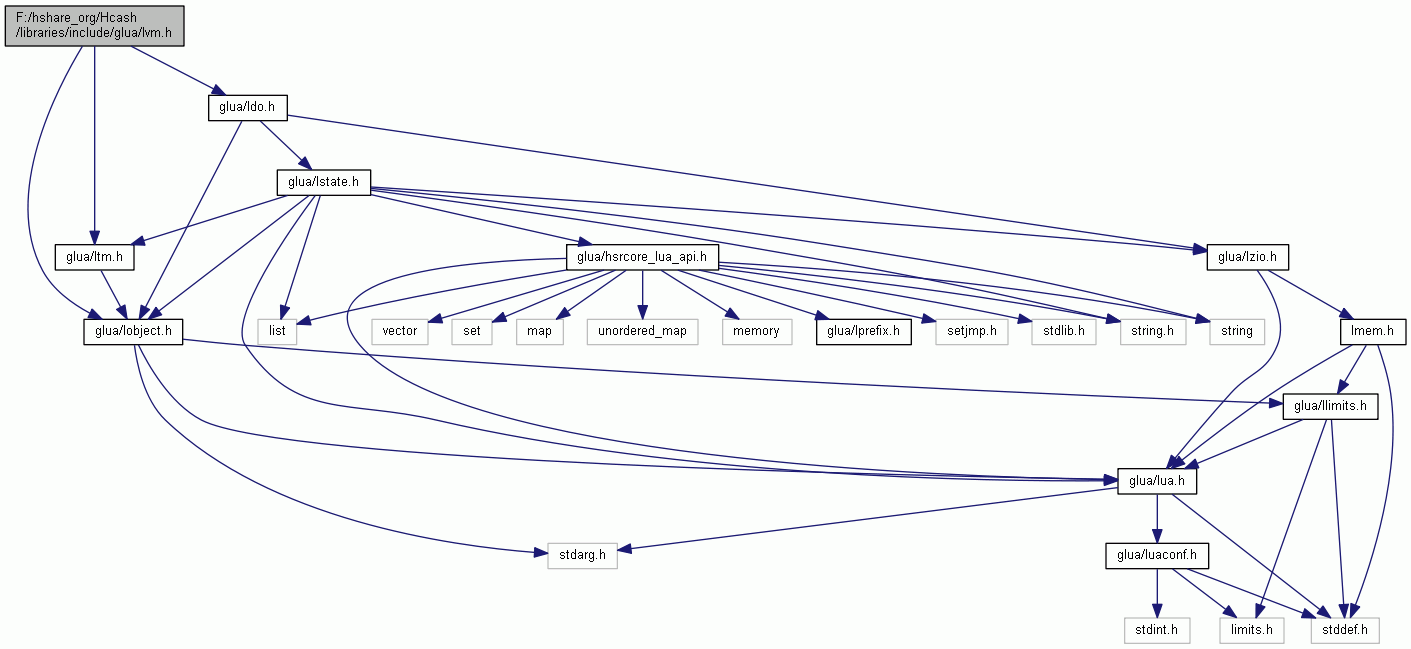 F:/hshare_org/Hcash
/libraries/include/glua/lvm.h
glua/ldo.h
glua/lstate.h
glua/ltm.h
glua/hsrcore_lua_api.h
glua/lzio.h
glua/lobject.h
list
vector
set
map
unordered_map
memory
glua/lprefix.h
setjmp.h
stdlib.h
string.h
string
lmem.h
glua/llimits.h
glua/lua.h
stdarg.h
glua/luaconf.h
stdint.h
limits.h
stddef.h